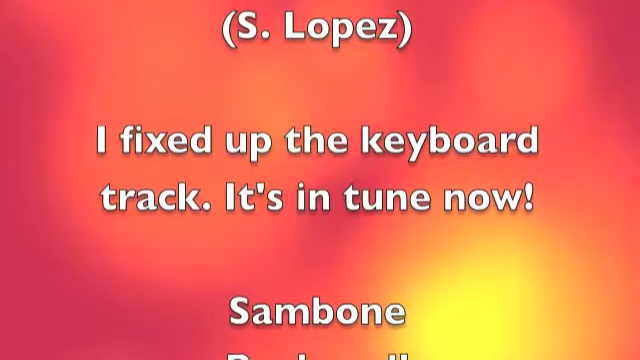 (S. Lopez)
I fixed up the keyboard
track. It's in tune now!
Sambone